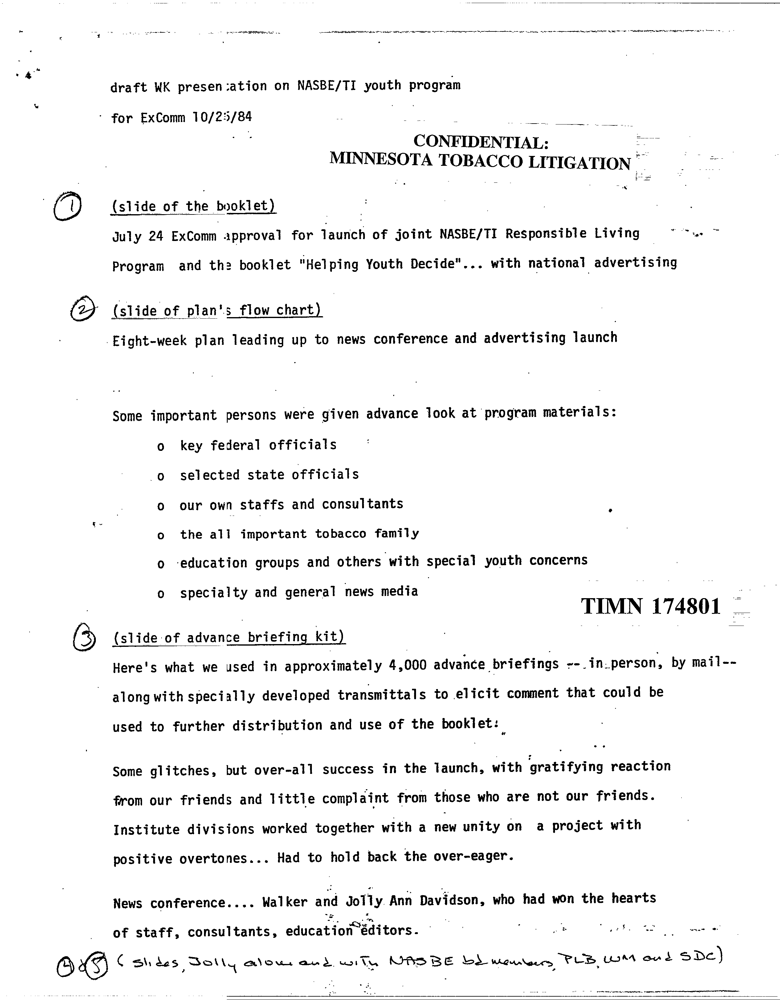 draft WK presentation on NASBE/TI youth program
for ExComm 10/25/84
CONFIDENTIAL:
MINNESOTA TOBACCO LITIGATION
1 (slide of the booklet)
July 24 ExComm approval for launch of joint NASBE/TI Responsible Living
Program and the booklet "Helping Youth Decide"... with national advertising
2 (slide of plan's flow chart)
Eight-week plan leading up to news conference and advertising launch
Some important persons were given advance look at program materials:
o key federal officials
o selected state officials
o our own staffs and consultants
o the all important tobacco family
o education groups and others with special youth concerns
o specialty and general news media
TIMN 174801
3 (slide of advance briefing kit)
Here's what we used in approximately 4,000 advance briefings -- in person, by mail--
along with specially developed transmittals to elicit comment that could be
used to further distribution and use of the booklet:
Some glitches, but over-all success in the launch, with gratifying reaction
from our friends and little complaint from those who are not our friends.
Institute divisions worked together with a new unity on a project with
positive overtones... Had to hold back the over-eager.
News conference.... Walker and Jolly Ann Davidson, who had won the hearts
of staff, consultants, education editors.
4 & 5 (slides, Jolly alone and with NASBE bd members, PLB, WM and SDC)